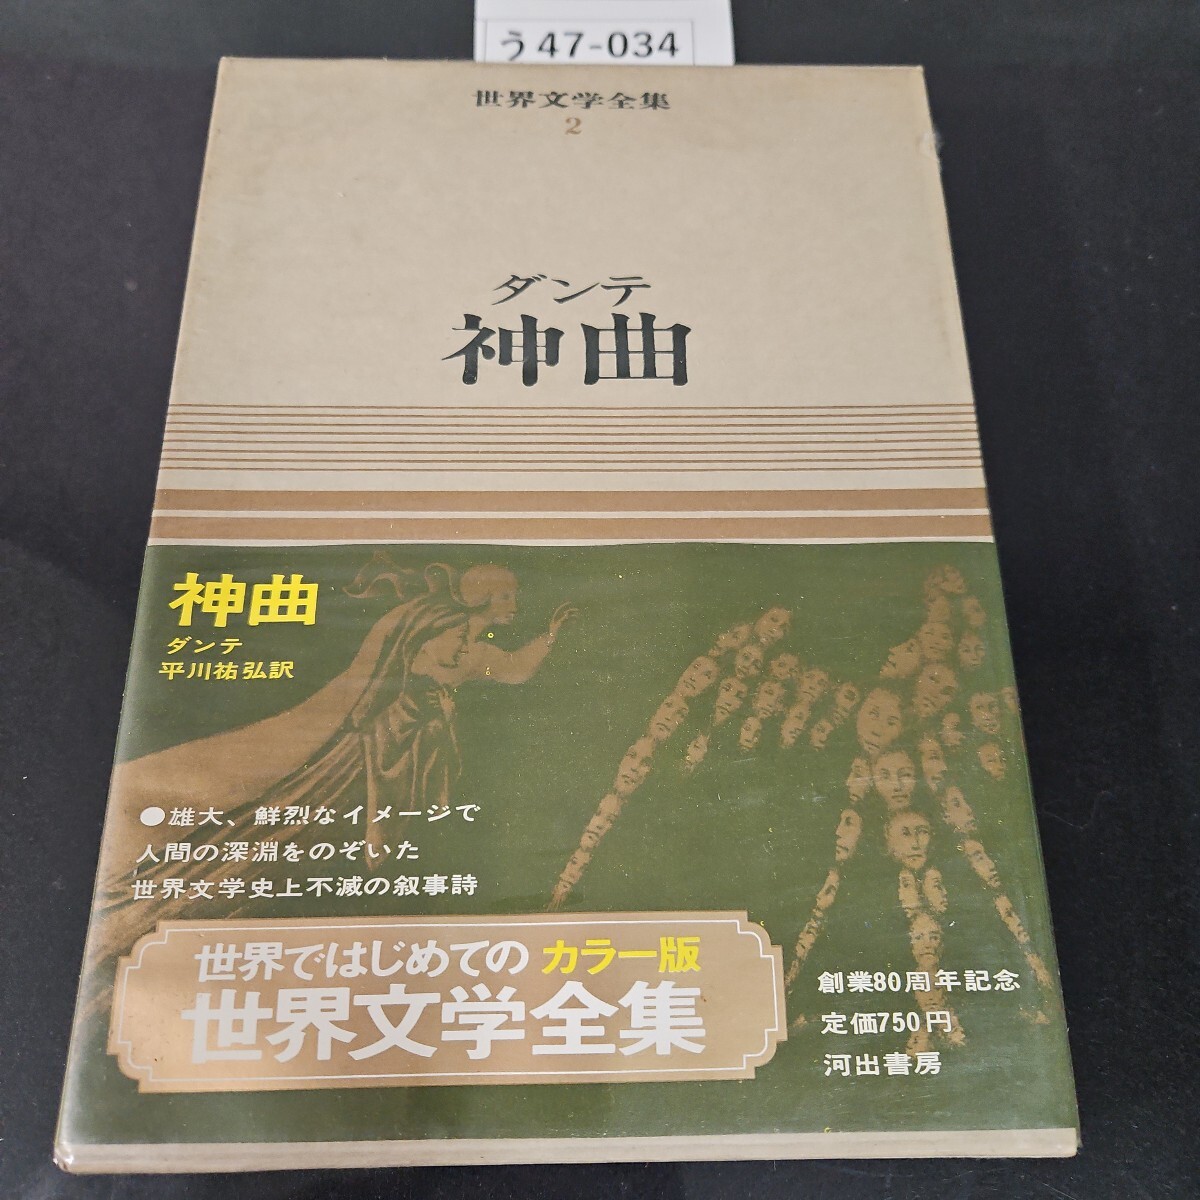 う47-034
世界文学全集
2
ダンテ
神曲
神曲
ダンテ
平川祐弘訳
●雄大、鮮烈なイメージで
人間の深淵をのぞいた
世界文学史上不滅の叙事詩
世界ではじめてのカラー版
世界文学全集
創業80周年記念
定価750円
河出書房